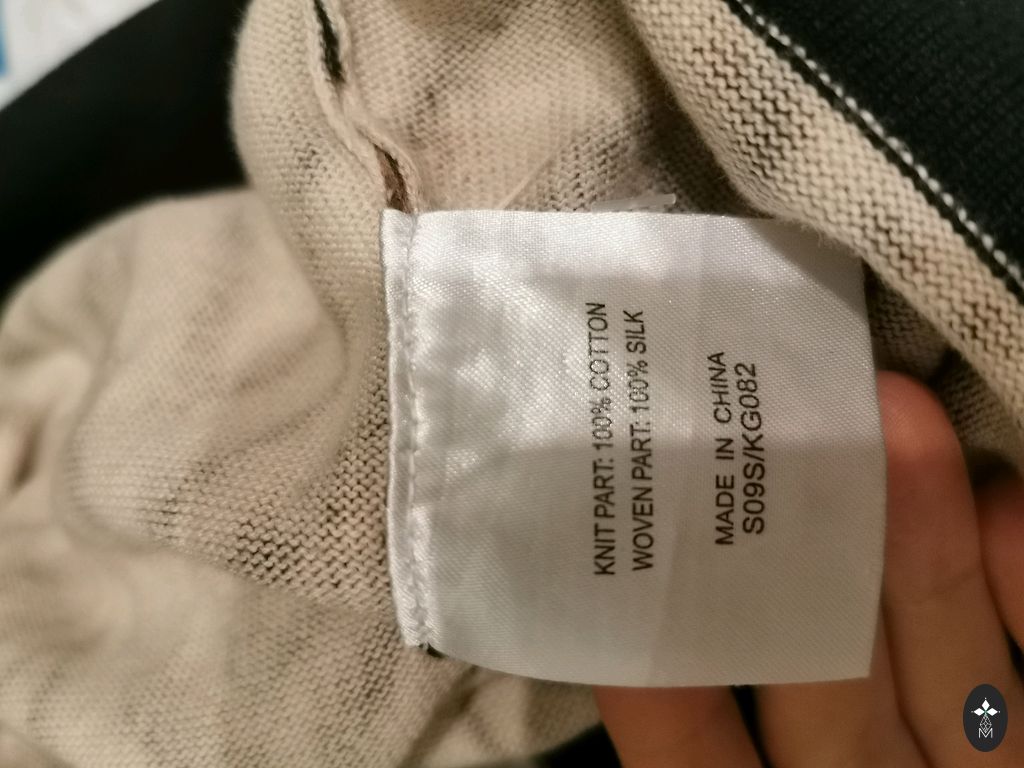 KNIT PART: 100% COTTON
WOVEN PART: 100% SILK
MADE IN CHINA
S09S/KG082
M